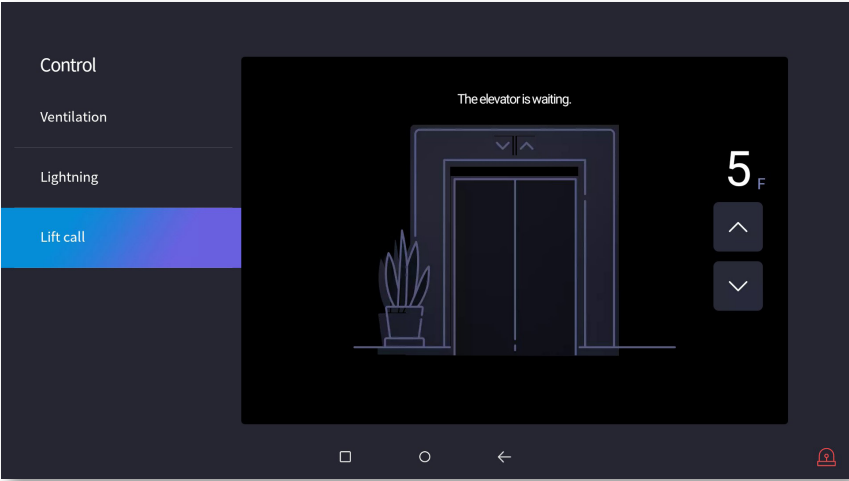 Control
Ventilation
Lightning
Lift call
The elevator is waiting.
5 F